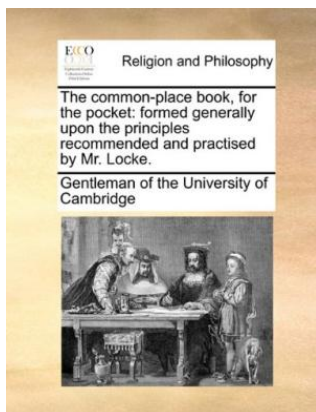 ECCO
Religion and Philosophy
The common-place book, for
the pocket: formed generally
upon the principles
recommended and practised
by Mr. Locke.
Gentleman of the University of
Cambridge